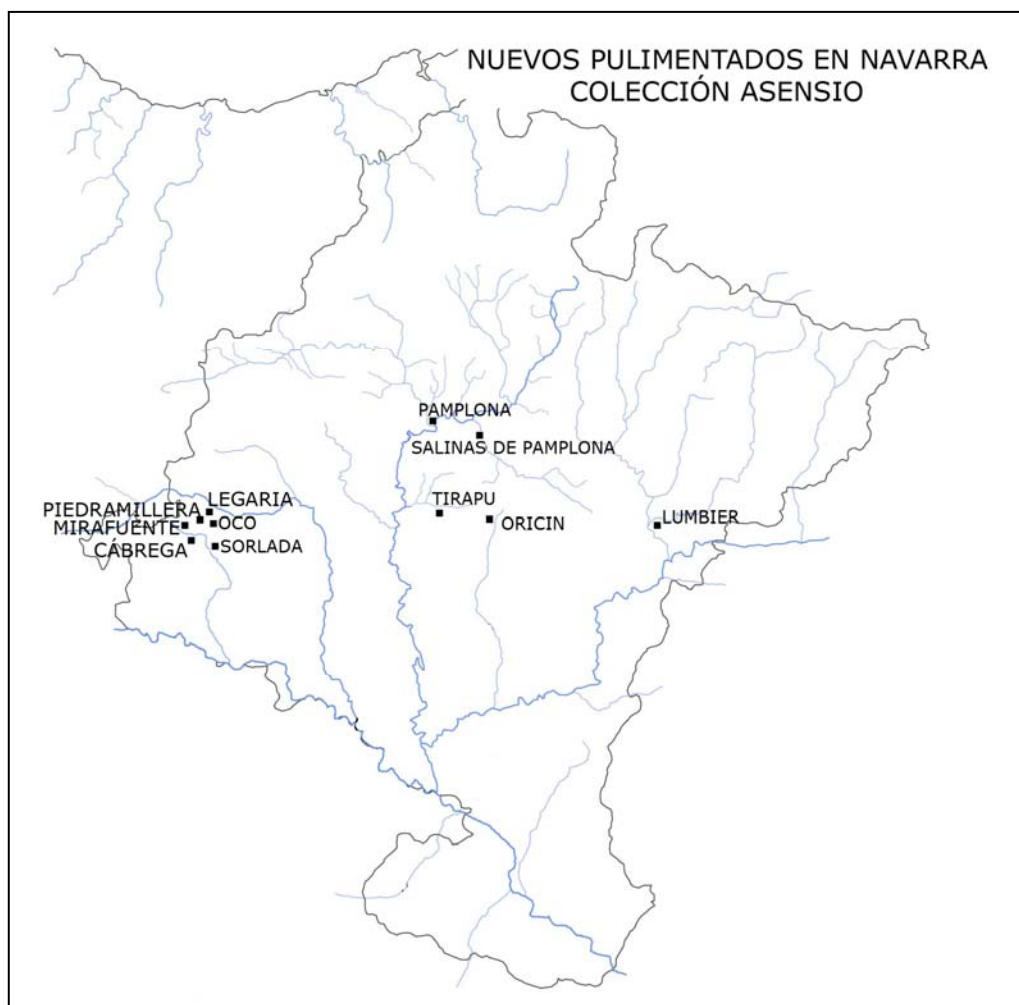 NUEVOS PULIMENTADOS EN NAVARRA
COLECCIÓN ASENSIO
PAMPLONA
SALINAS DE PAMPLONA
LEGARIA
PIEDRAMILLERA
OCO
MIRAFUENTE
CÁBREGA
SORLADA
TIRAPU
ORICIN
LUMBIER